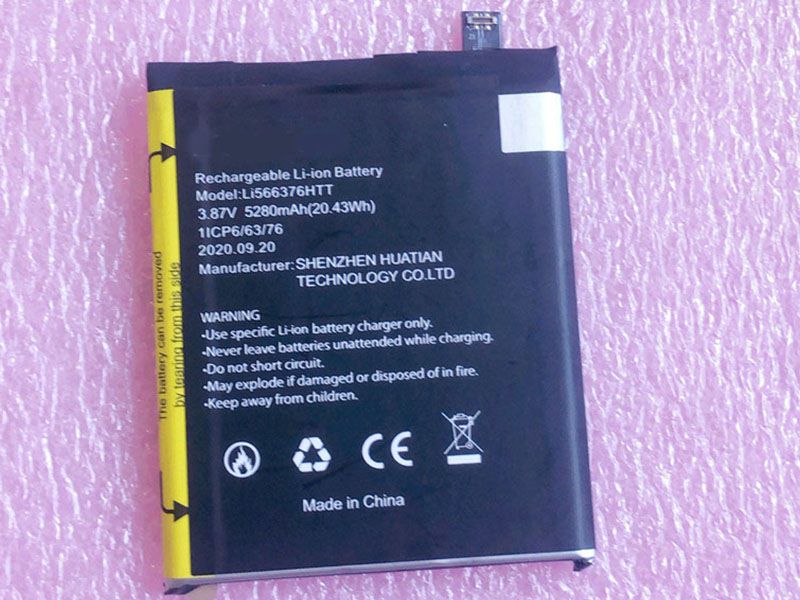 Rechargeable Li-ion Battery
Model:Li566376HTT
3.87V 5280mAh(20.43Wh)
1ICP6/63/76
2020.09.20
Manufacturer:SHENZHEN HUATIAN
TECHNOLOGY CO.LTD
WARNING
•Use specific Li-ion battery charger only.
•Never leave batteries unattended while charging.
•Do not short circuit.
•May explode if damaged or disposed of in fire.
•Keep away from children.
CE
Made in China
The battery can be removed
by tearing from this side